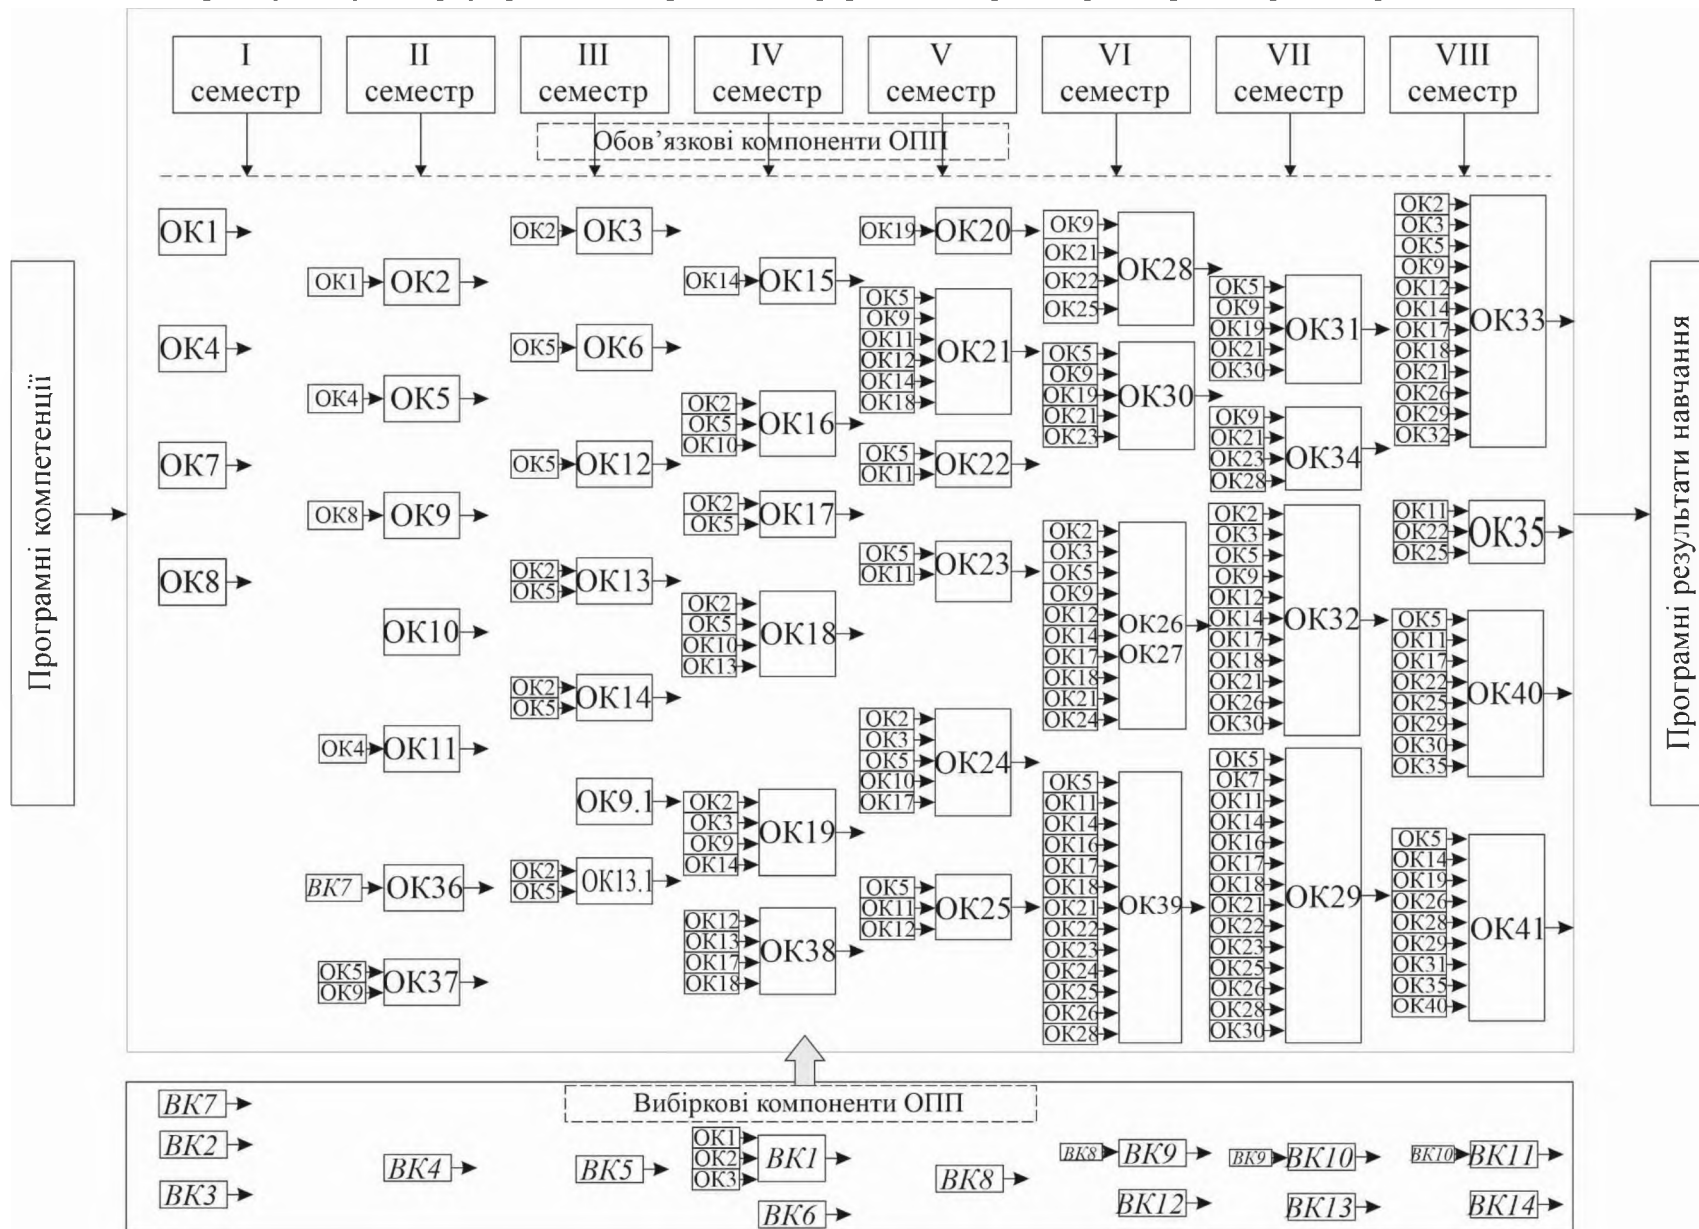 I семестр
II семестр
III семестр
IV семестр
V семестр
VI семестр
VII семестр
VIII семестр
Обов’язкові компоненти ОПП
Програмні компетенції
ОК1
ОК4
ОК7
ОК8
ОК1
ОК2
ОК4
ОК5
ОК8
ОК9
ОК10
ОК4
ОК11
ВК7
ОК36
ОК5
ОК9
ОК37
ОК2
ОК3
ОК5
ОК6
ОК5
ОК12
ОК2
ОК5
ОК13
ОК2
ОК5
ОК14
ОК9.1
ОК2
ОК5
ОК13.1
ОК14
ОК15
ОК2
ОК5
ОК10
ОК16
ОК2
ОК5
ОК17
ОК2
ОК5
ОК10
ОК13
ОК18
ОК2
ОК3
ОК9
ОК14
ОК19
ОК12
ОК13
ОК17
ОК18
ОК38
ОК19
ОК20
ОК5
ОК9
ОК11
ОК12
ОК14
ОК18
ОК21
ОК5
ОК11
ОК22
ОК5
ОК11
ОК23
ОК2
ОК3
ОК5
ОК10
ОК17
ОК24
ОК5
ОК11
ОК12
ОК25
ОК9
ОК21
ОК22
ОК25
ОК28
ОК5
ОК9
ОК19
ОК21
ОК23
ОК30
ОК2
ОК3
ОК5
ОК9
ОК12
ОК14
ОК17
ОК18
ОК21
ОК24
ОК26
ОК27
ОК5
ОК11
ОК14
ОК16
ОК17
ОК18
ОК21
ОК22
ОК23
ОК24
ОК25
ОК26
ОК28
ОК39
ОК5
ОК9
ОК19
ОК21
ОК30
ОК31
ОК9
ОК21
ОК23
ОК28
ОК34
ОК2
ОК3
ОК5
ОК9
ОК12
ОК14
ОК17
ОК18
ОК21
ОК26
ОК30
ОК32
ОК5
ОК7
ОК11
ОК14
ОК16
ОК17
ОК18
ОК21
ОК22
ОК23
ОК25
ОК26
ОК28
ОК30
ОК29
ОК2
ОК3
ОК5
ОК9
ОК12
ОК14
ОК17
ОК18
ОК21
ОК26
ОК29
ОК32
ОК33
ОК11
ОК22
ОК25
ОК35
ОК5
ОК11
ОК17
ОК22
ОК25
ОК29
ОК30
ОК35
ОК40
ОК5
ОК14
ОК19
ОК26
ОК28
ОК29
ОК31
ОК35
ОК40
ОК41
Програмні результати навчання
Вибіркові компоненти ОПП
ВК7
ВК2
ВК3
ВК4
ВК5
ОК1
ОК2
ОК3
ВК1
ВК6
ВК8
ВК8
ВК9
ВК12
ВК9
ВК10
ВК13
ВК10
ВК11
ВК14